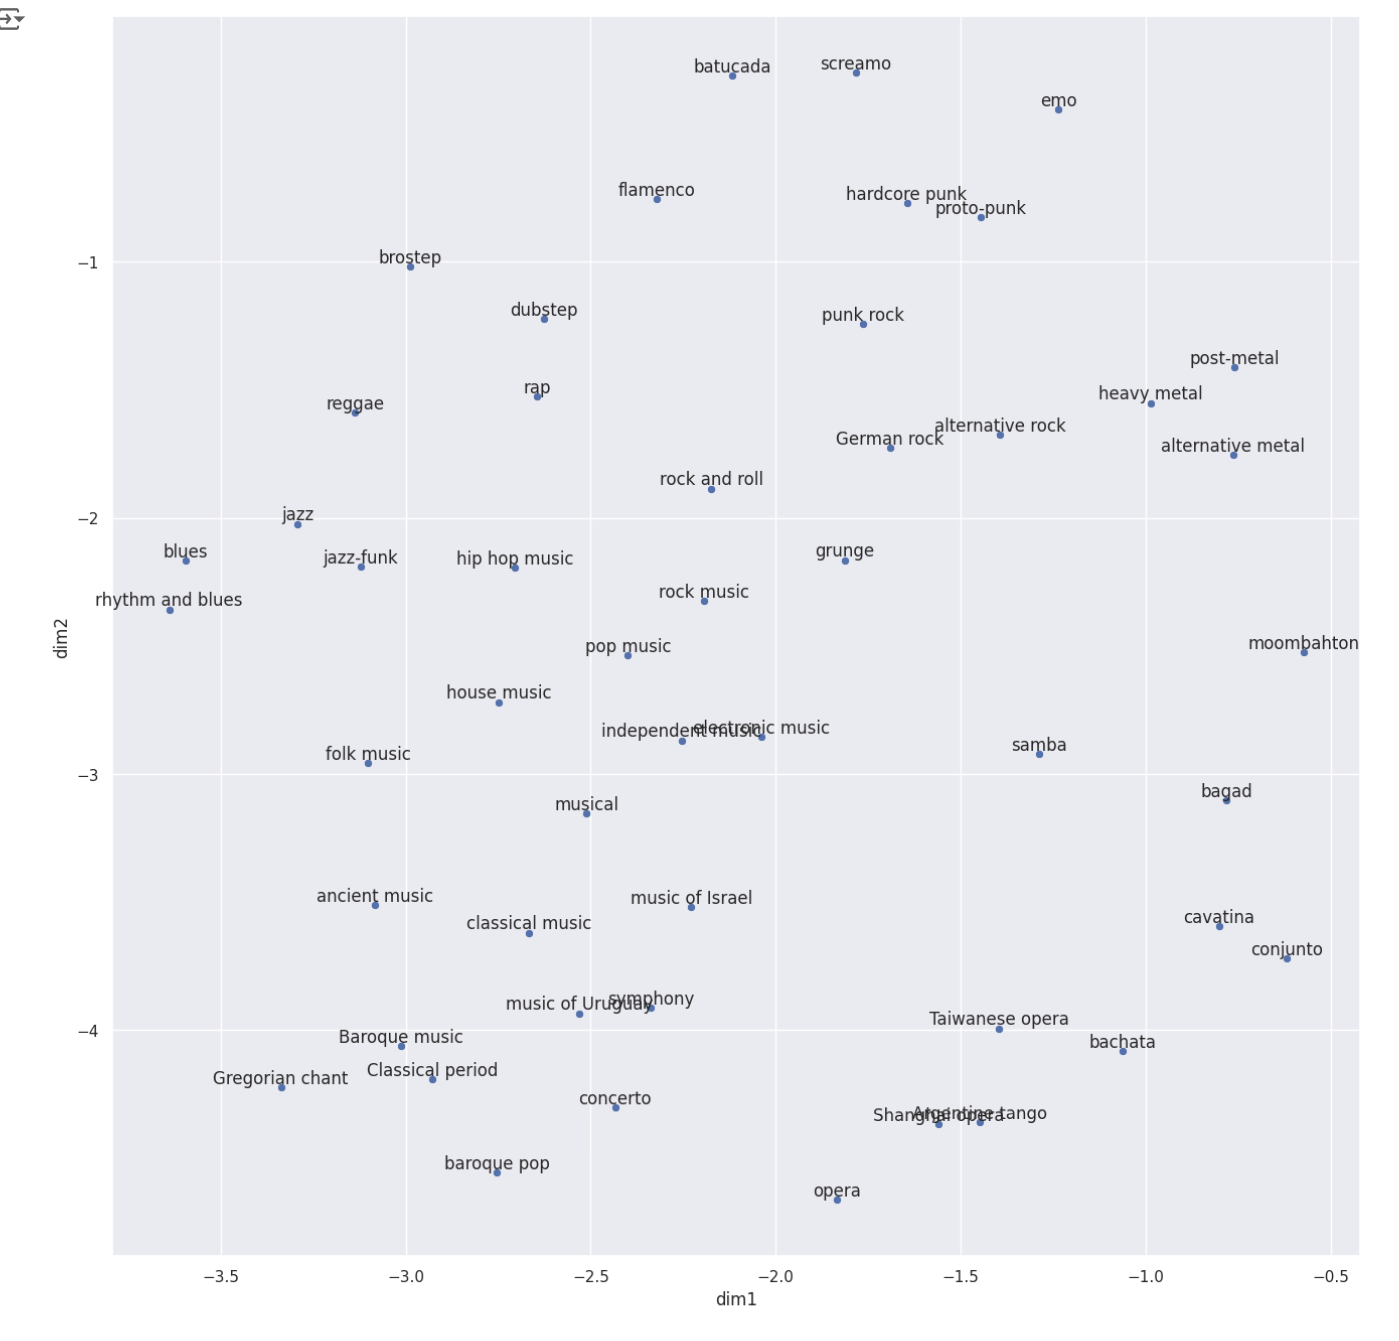 batucada
screamo
emo
flamenco
hardcore punk
proto-punk
brostep
−1
dubstep
punk rock
post-metal
rap
heavy metal
reggae
alternative rock
German rock
alternative metal
rock and roll
jazz
−2
blues
jazz-funk
hip hop music
grunge
rhythm and blues
rock music
dim2
pop music
moombahton
house music
independent music
electronic music
samba
folk music
−3
bagad
musical
ancient music
music of Israel
cavatina
classical music
conjunto
music of Uruguay
symphony
Taiwanese opera
−4
Baroque music
bachata
Classical period
Gregorian chant
concerto
Shanghai opera
Argentine tango
baroque pop
opera
−3.5
−3.0
−2.5
−2.0
−1.5
−1.0
−0.5
dim1